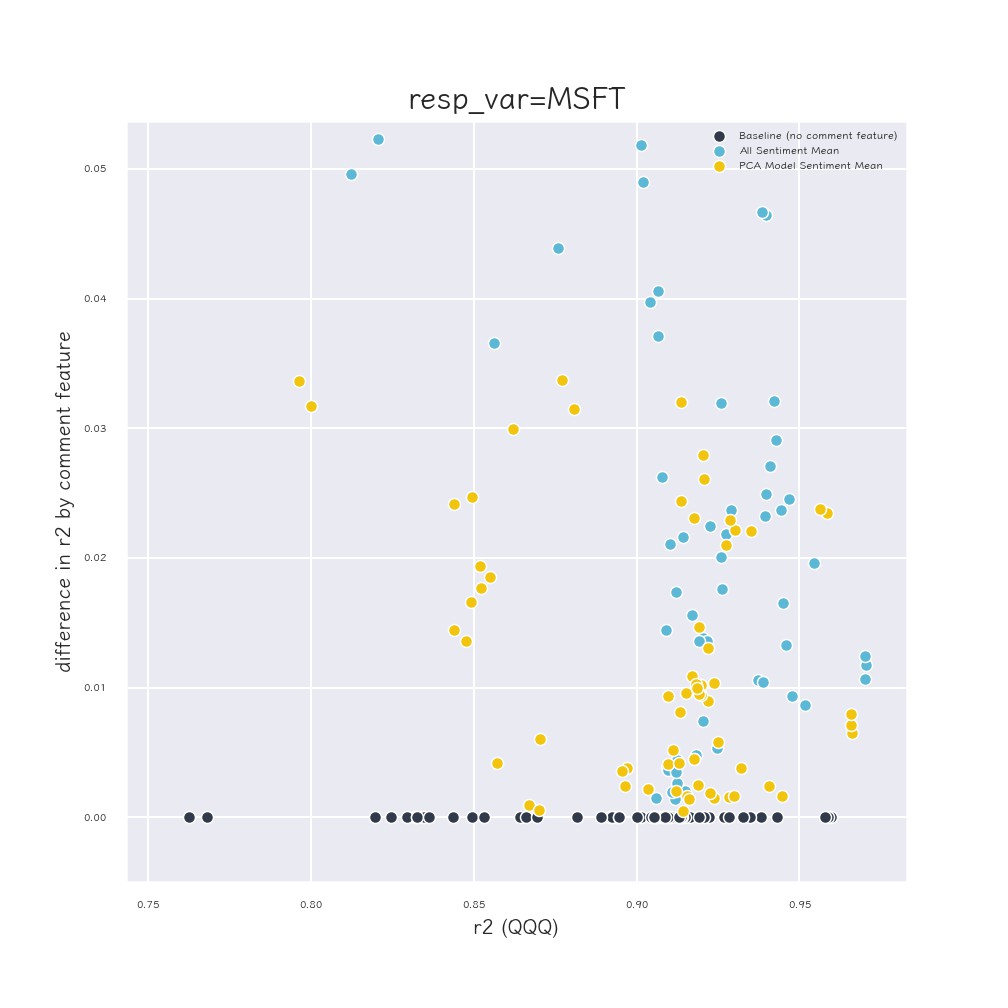 resp_var=MSFT
Baseline (no comment feature)
All Sentiment Mean
PCA Model Sentiment Mean
difference in r2 by comment feature
0.05
0.04
0.03
0.02
0.01
0.00
0.75 0.80 0.85 0.90 0.95
r2 (QQQ)